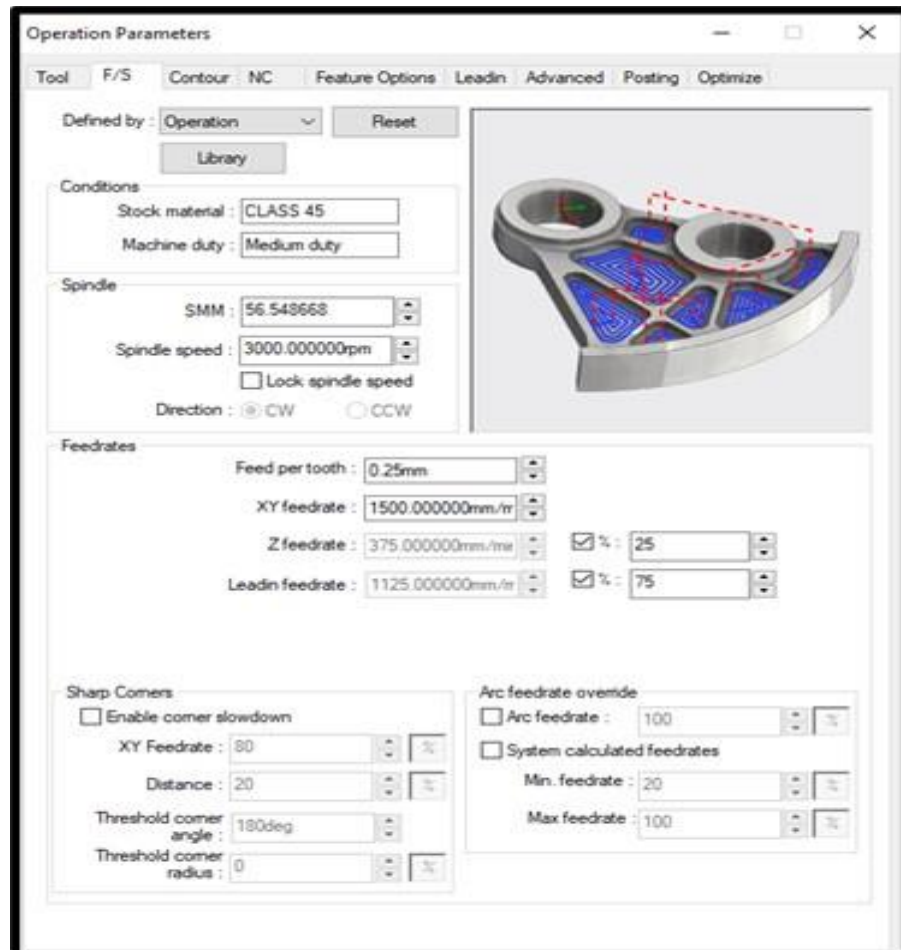 Operation Parameters
Tool F/S Contour NC Feature Options Leadin Advanced Posting Optimize
Defined by : Operation Reset
Library
Conditions
Stock material : CLASS 45
Machine duty : Medium duty
Spindle
SMM : 56.548668
Spindle speed : 3000.000000rpm
Lock spindle speed
Direction : CW CCW
Feedrates
Feed per tooth : 0.25mm
XY feedrate : 1500.000000mm/m
Z feedrate : 375.000000mm/me % : 25
Leadin feedrate : 1125.000000mm/m % : 75
Sharp Corners
Enable corner slowdown
XY Feedrate : 80 %
Distance : 20 %
Threshold corner
angle : 180deg
Threshold corner
radius : 0 %
Arc feedrate override
Arc feedrate : 100 %
System calculated feedrates
Min. feedrate : 20 %
Max feedrate : 100 %